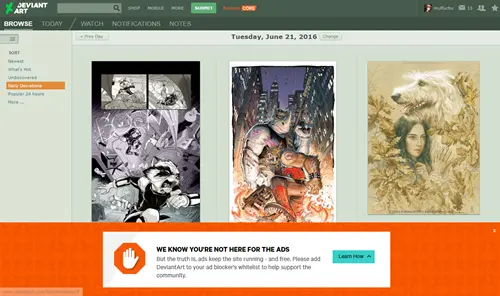 DEVIANT ART
SHOP MOBILE MORE SUBMIT CORE
BROWSE TODAY WATCH NOTIFICATIONS NOTES
Prev Day Tuesday, June 21, 2016 Change
SORT
Newest
What's Hot
Undiscovered
Daily Deviations
Popular 24 hours
More ...
WE KNOW YOU'RE NOT HERE FOR THE ADS
But the truth is, ads keep the site running - and free. Please add
DeviantArt to your ad blocker's whitelist to help support the
community.
Learn How